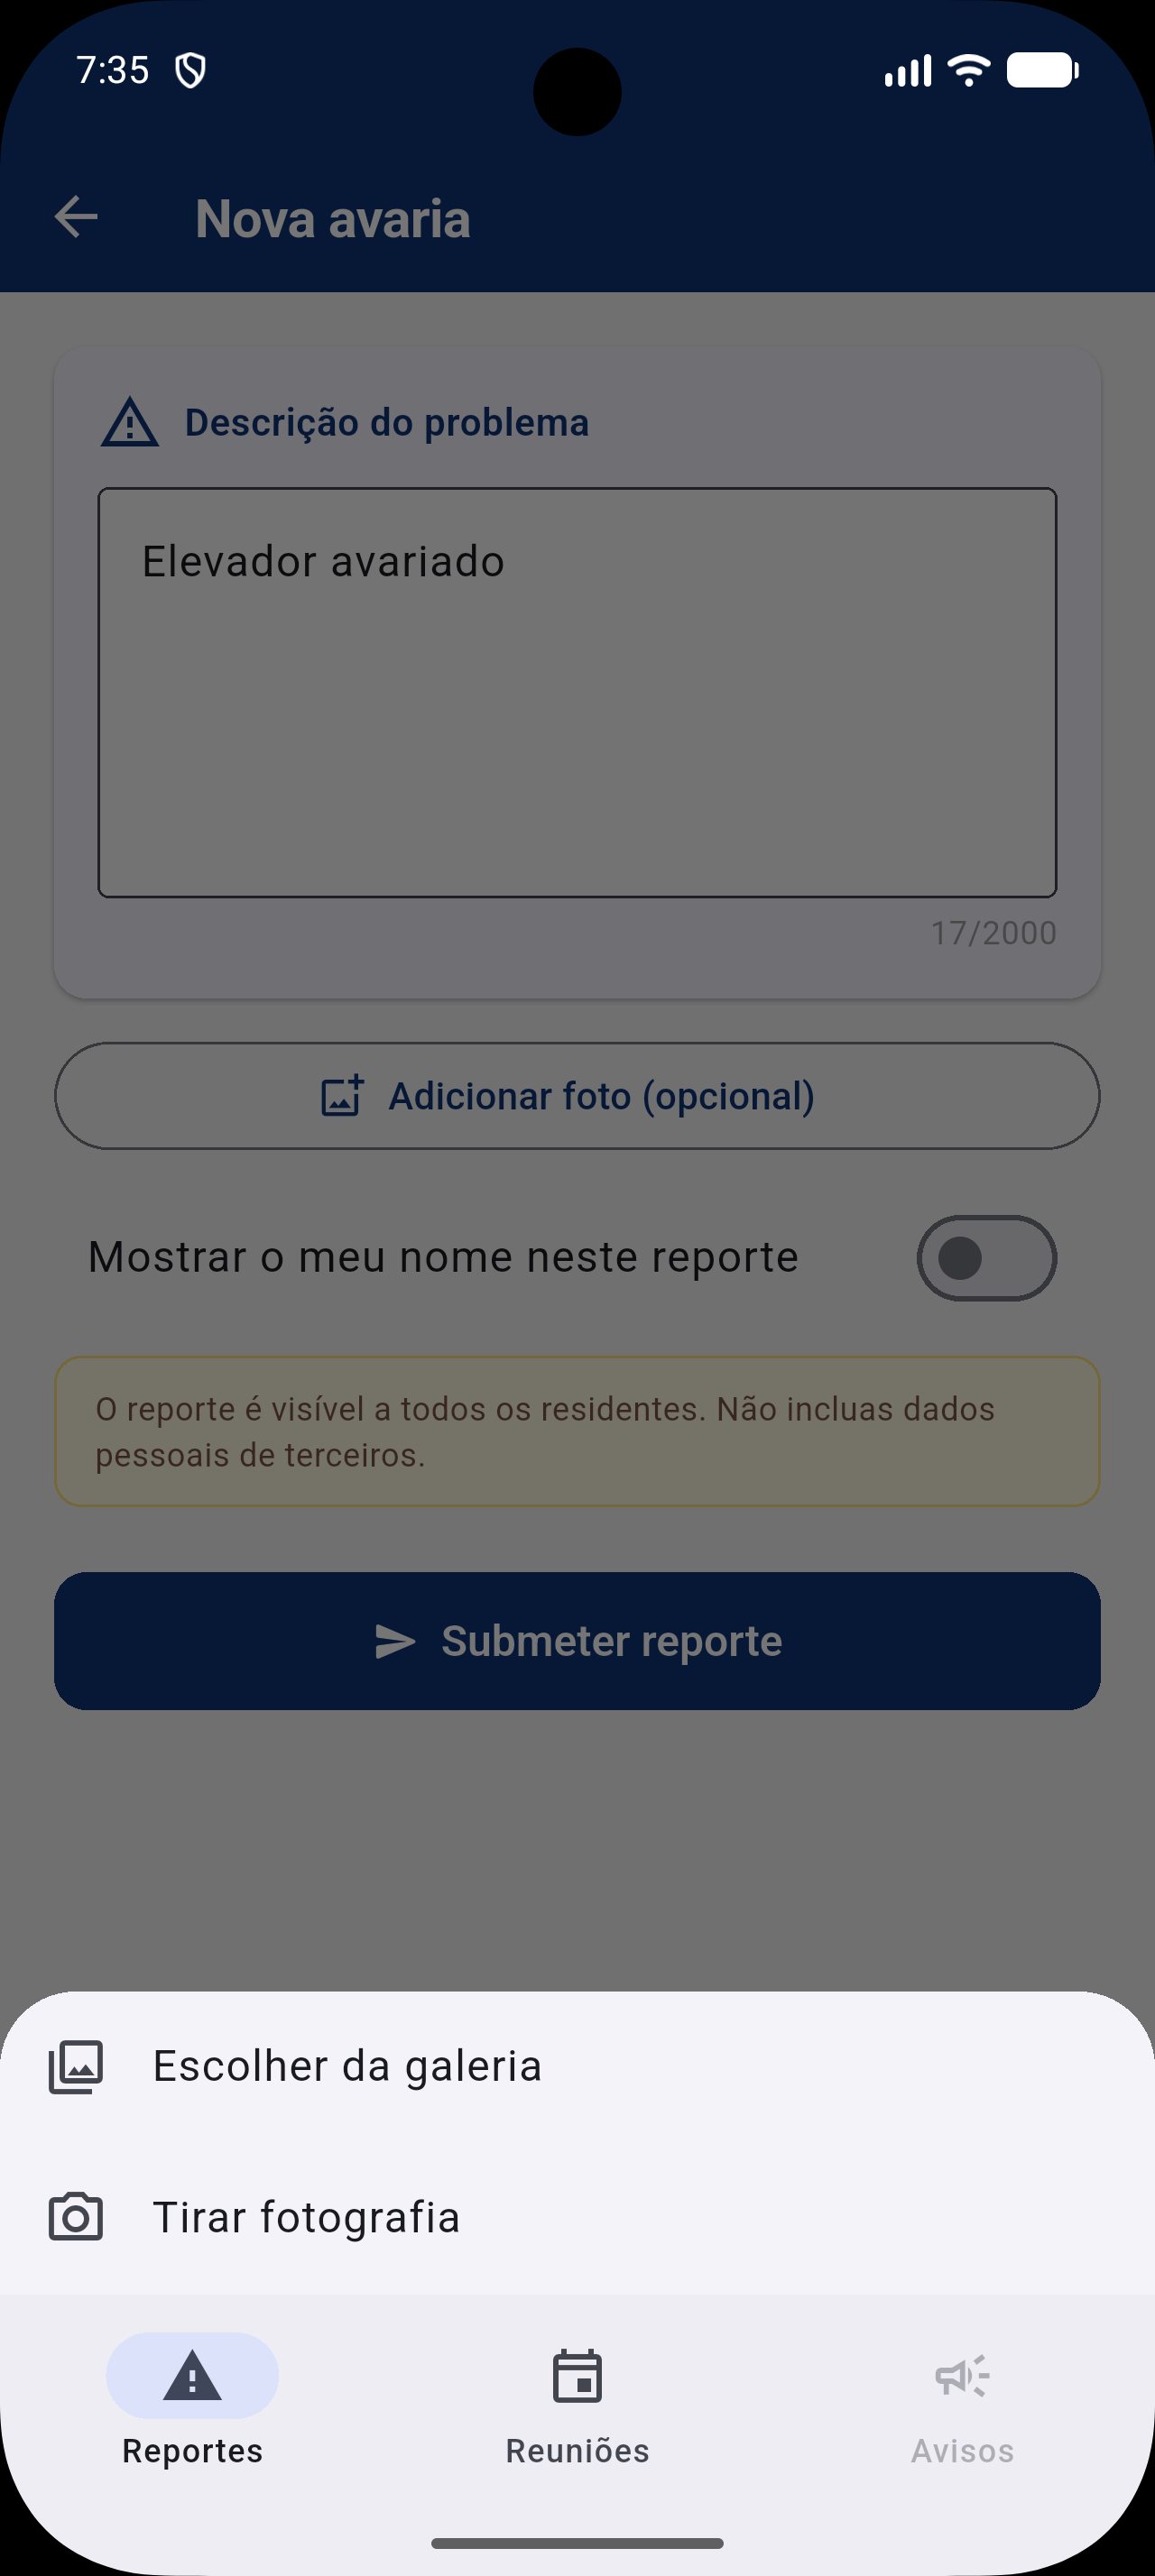 7:35
Nova avaria
Descrição do problema
Elevador avariado
17/2000
Adicionar foto (opcional)
Mostrar o meu nome neste reporte
O reporte é visível a todos os residentes. Não incluas dados
pessoais de terceiros.
Submeter reporte
Escolher da galeria
Tirar fotografia
Reportes
Reuniões
Avisos